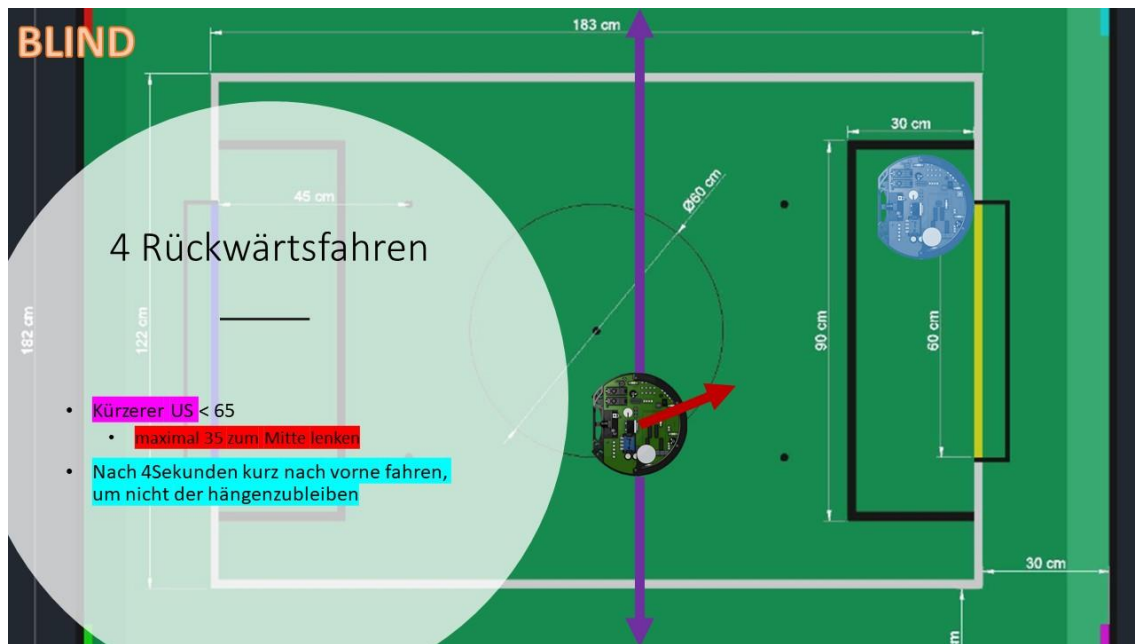 BLIND
183 cm
30 cm
Ø60 cm
45 cm
4 Rückwärtsfahren
182 cm
122 cm
90 cm
60 cm
• Kürzerer US < 65
• maximal 35 zum Mitte lenken
• Nach 4Sekunden kurz nach vorne fahren,
um nicht der hängenzubleiben
30 cm
m